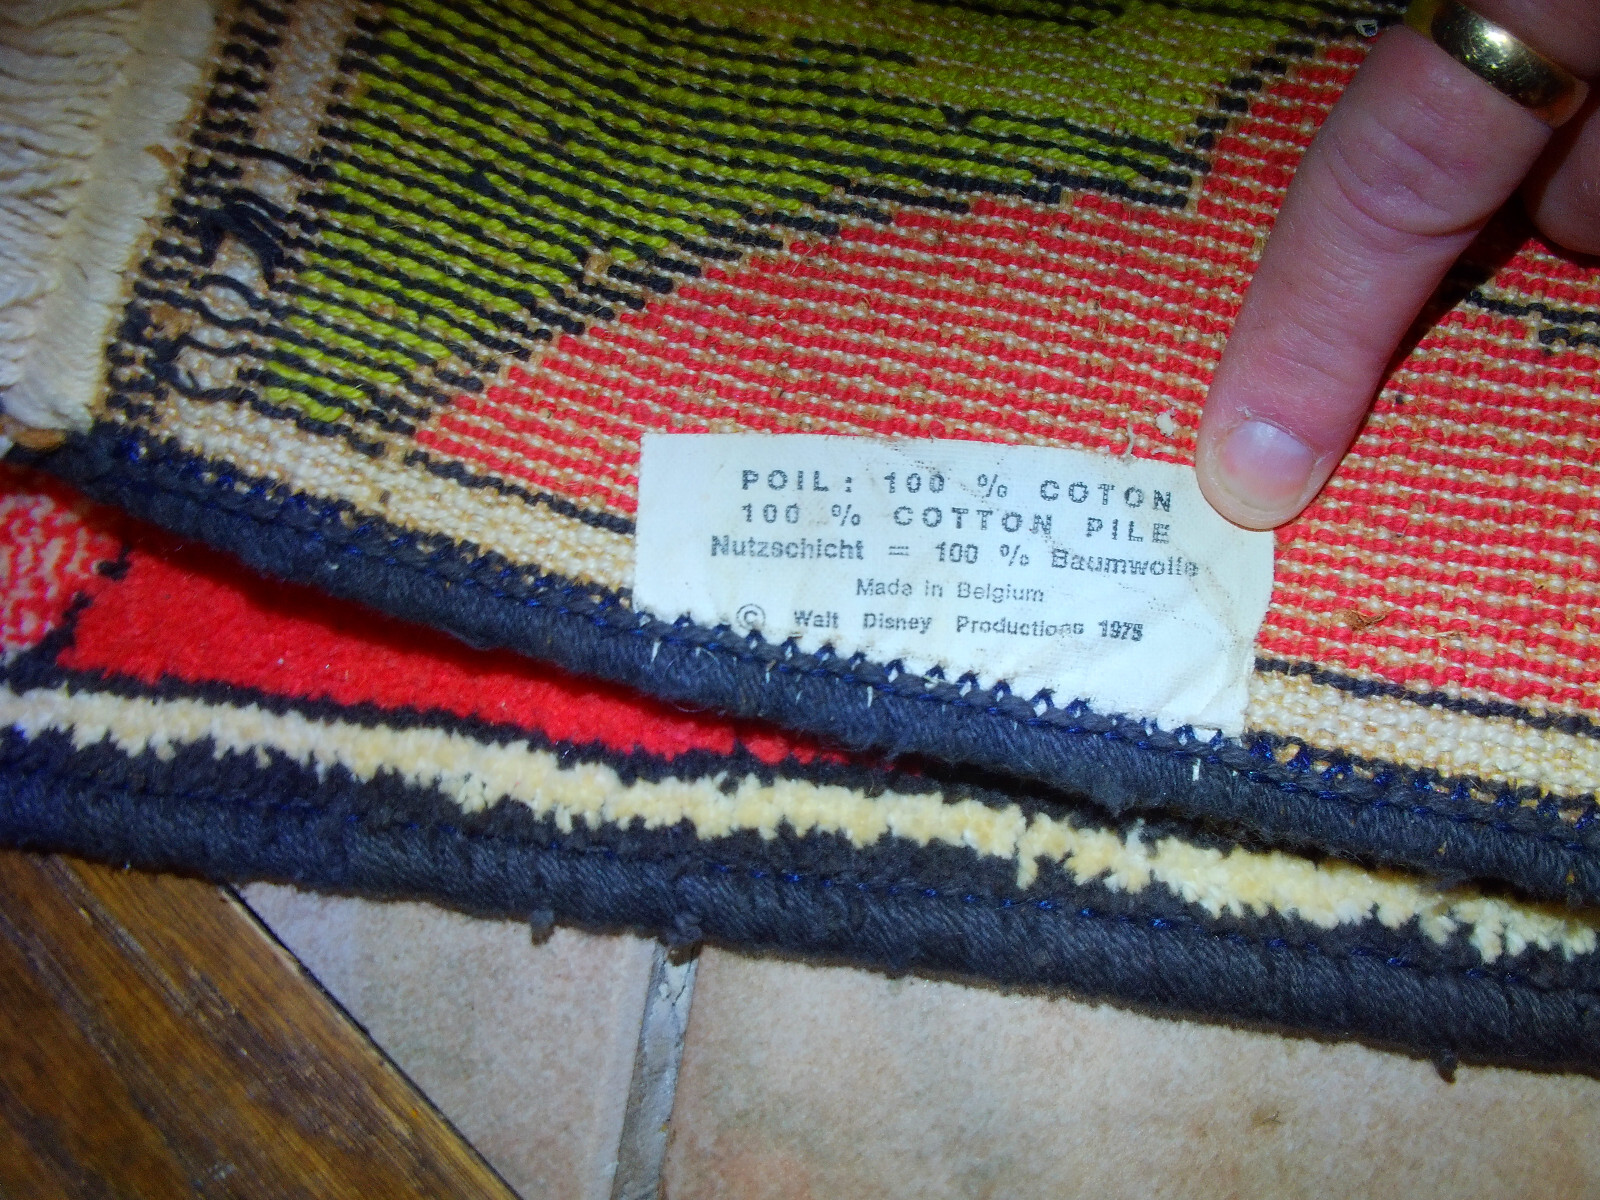 POIL: 100 % COTON
100 % COTTON PILE
Nutzschicht = 100 % Baumwolle
Made in Belgium
© Walt Disney Productions 1975